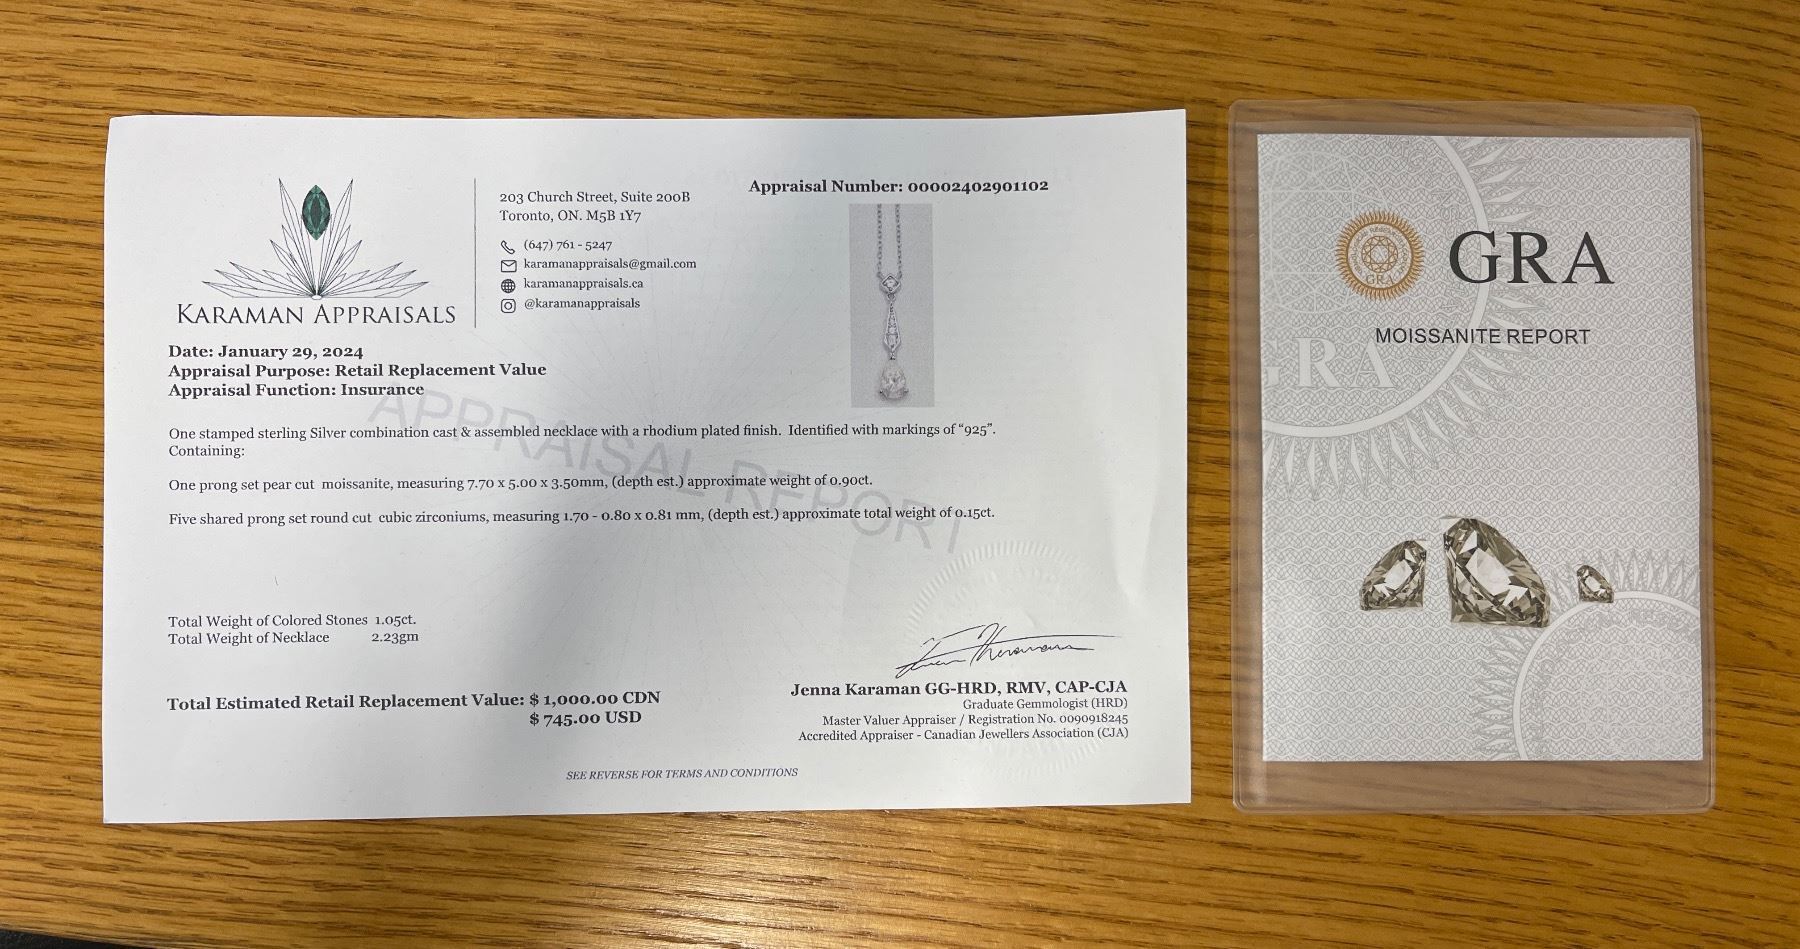 KARAMAN APPRAISALS
203 Church Street, Suite 200B
Toronto, ON. M5B 1Y7
(647) 761 - 5247
karamanappraisals@gmail.com
karamanappraisals.ca
@karamanappraisals
Appraisal Number: 00002402901102
Date: January 29, 2024
Appraisal Purpose: Retail Replacement Value
Appraisal Function: Insurance
APPRAISAL REPORT
One stamped sterling Silver combination cast & assembled necklace with a rhodium plated finish. Identified with markings of “925”.
Containing:
One prong set pear cut moissanite, measuring 7.70 x 5.00 x 3.50mm, (depth est.) approximate weight of 0.90ct.
Five shared prong set round cut cubic zirconiums, measuring 1.70 - 0.80 x 0.81 mm, (depth est.) approximate total weight of 0.15ct.
Total Weight of Colored Stones 1.05ct.
Total Weight of Necklace 2.23gm
Total Estimated Retail Replacement Value: $ 1,000.00 CDN
$ 745.00 USD
Jenna Karaman GG-HRD, RMV, CAP-CJA
Graduate Gemmologist (HRD)
Master Valuer Appraiser / Registration No. 0090918245
Accredited Appraiser - Canadian Jewellers Association (CJA)
SEE REVERSE FOR TERMS AND CONDITIONS
GRA
GRA
MOISSANITE REPORT
GRA